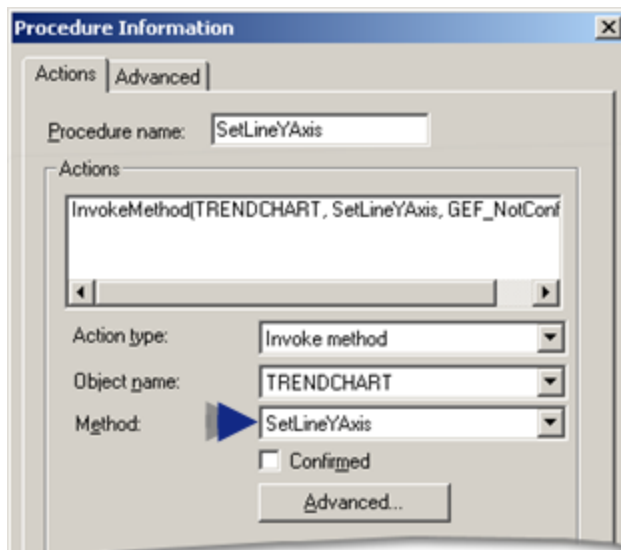 Procedure Information
Actions Advanced
Procedure name: SetLineYAxis
Actions
InvokeMethod(TRENDCHART, SetLineYAxis, GEF_NotConf
Action type: Invoke method
Object name: TRENDCHART
Method: SetLineYAxis
Confirmed
Advanced...